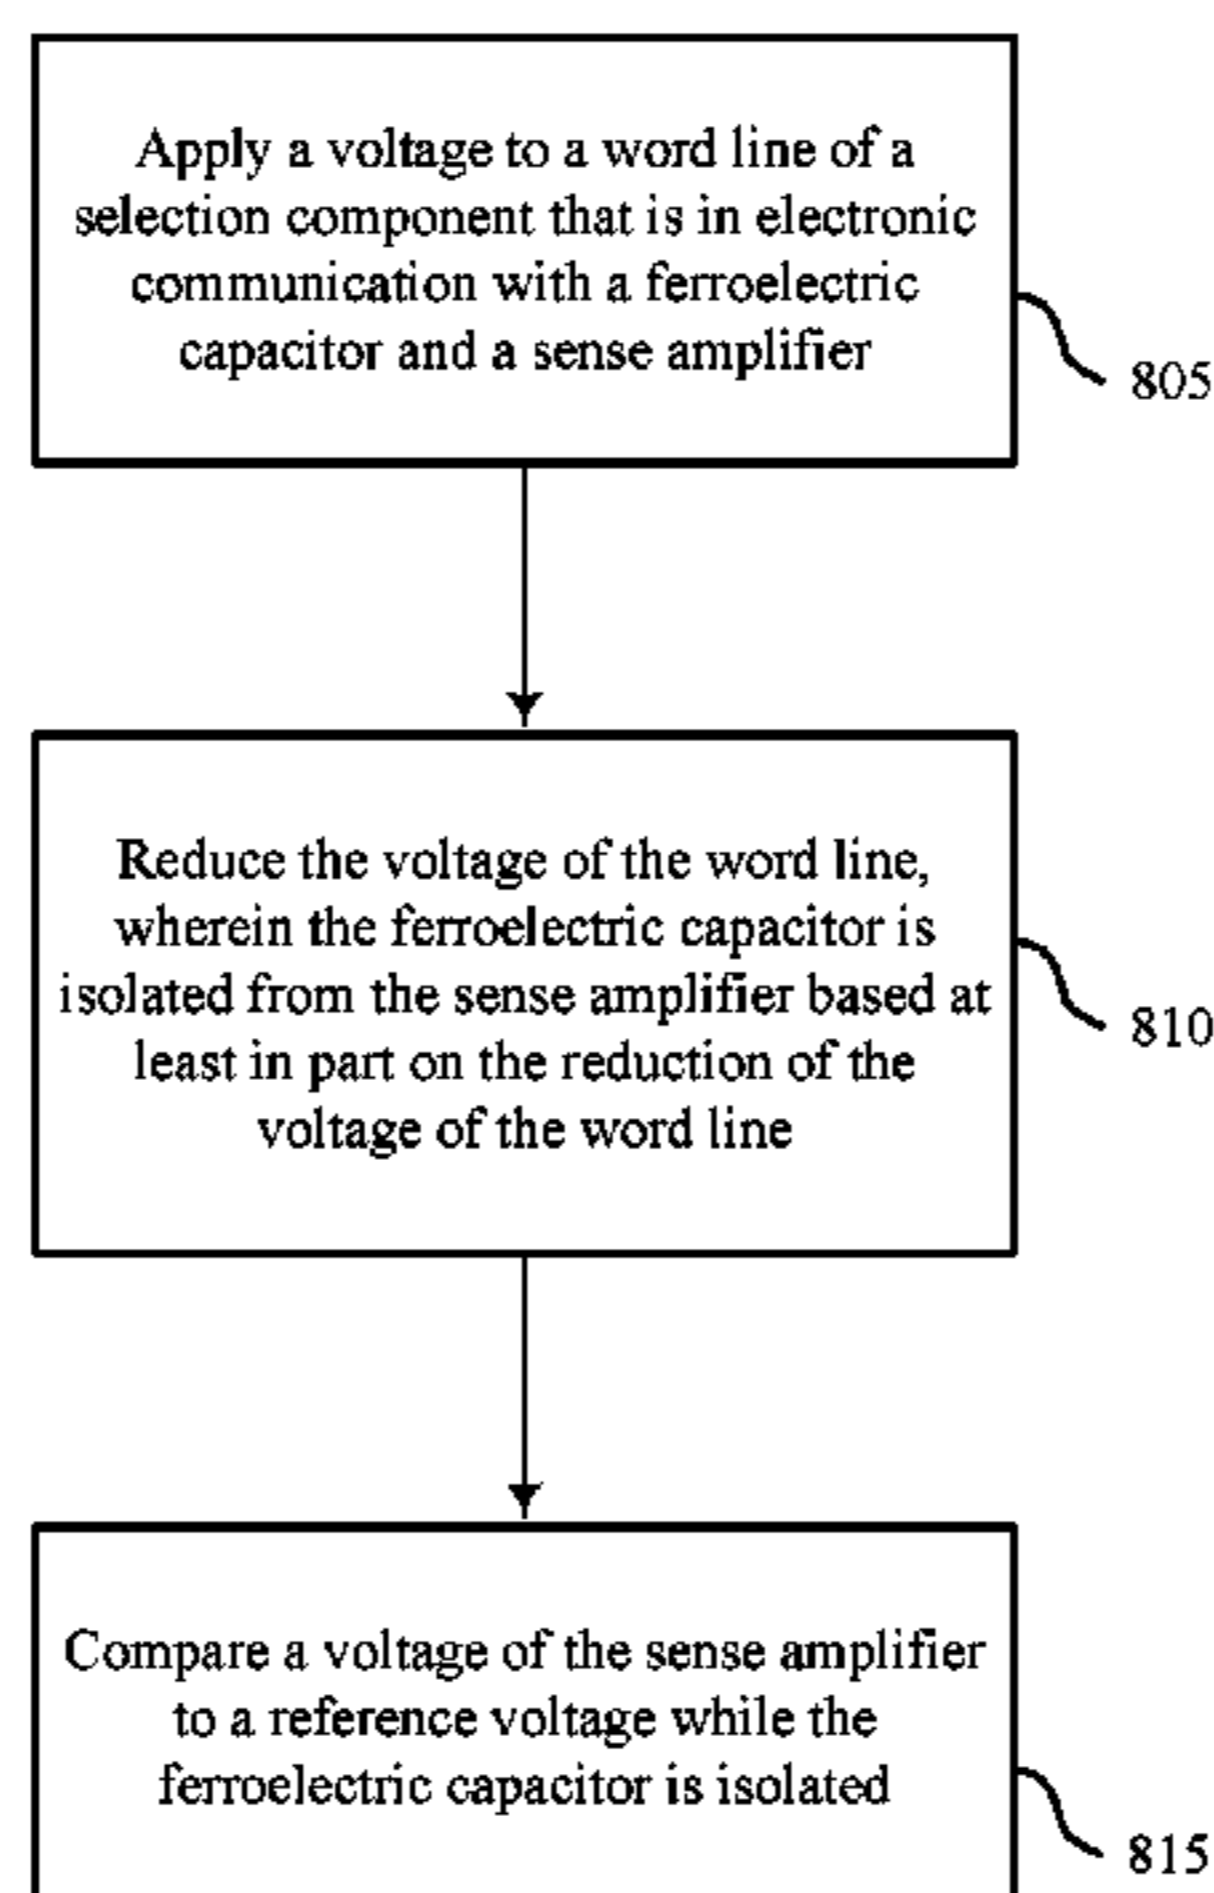 Apply a voltage to a word line of a
selection component that is in electronic
communication with a ferroelectric
capacitor and a sense amplifier
805
Reduce the voltage of the word line,
wherein the ferroelectric capacitor is
isolated from the sense amplifier based at
least in part on the reduction of the
voltage of the word line
810
Compare a voltage of the sense amplifier
to a reference voltage while the
ferroelectric capacitor is isolated
815